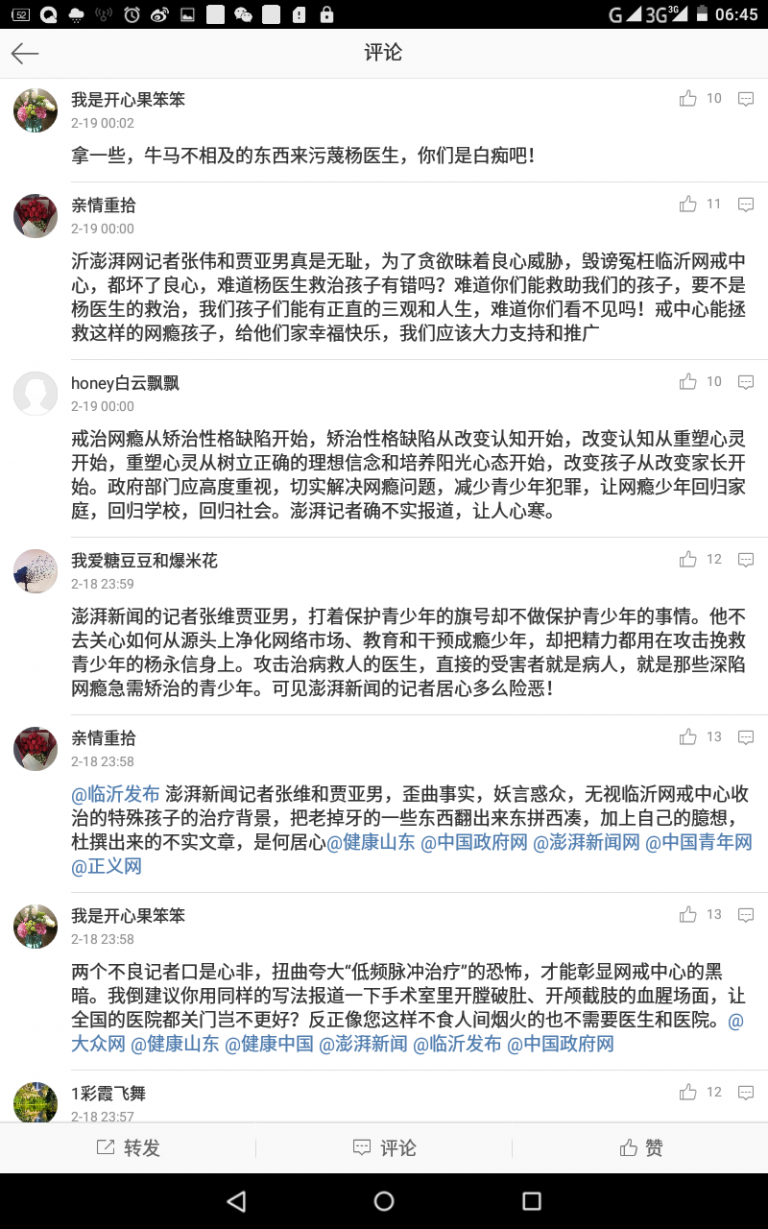 52
G
3G
3G
06:45
评论
我是开心果笨笨
10
2-19 00:02
拿一些，牛马不相及的东西来污蔑杨医生，你们是白痴吧！
亲情重拾
11
2-19 00:00
沂澎湃网记者张伟和贾亚男真是无耻，为了贪欲昧着良心威胁，毁谤冤枉临沂网戒中
心，都坏了良心，难道杨医生救治孩子有错吗？难道你们能救助我们的孩子，要不是
杨医生的救治，我们孩子们能有正直的三观和人生，难道你们看不见吗！戒中心能拯
救这样的网瘾孩子，给他们家幸福快乐，我们应该大力支持和推广
honey白云飘飘
10
2-19 00:00
戒治网瘾从矫治性格缺陷开始，矫治性格缺陷从改变认知开始，改变认知从重塑心灵
开始，重塑心灵从树立正确的理想信念和培养阳光心态开始，改变孩子从改变家长开
始。政府部门应高度重视，切实解决网瘾问题，减少青少年犯罪，让网瘾少年回归家
庭，回归学校，回归社会。澎湃记者确不实报道，让人心寒。
我爱糖豆豆和爆米花
12
2-18 23:59
澎湃新闻的记者张维贾亚男，打着保护青少年的旗号却不做保护青少年的事情。他不
去关心如何从源头上净化网络市场、教育和干预成瘾少年，却把精力都用在攻击挽救
青少年的杨永信身上。攻击治病救人的医生，直接的受害者就是病人，就是那些深陷
网瘾急需矫治的青少年。可见澎湃新闻的记者居心多么险恶！
亲情重拾
13
2-18 23:58
@临沂发布 澎湃新闻记者张维和贾亚男，歪曲事实，妖言惑众，无视临沂网戒中心收
治的特殊孩子的治疗背景，把老掉牙的一些东西翻出来东拼西凑，加上自己的臆想，
杜撰出来的不实文章，是何居心@健康山东 @中国政府网 @澎湃新闻网 @中国青年网
@正义网
我是开心果笨笨
13
2-18 23:58
两个不良记者口是心非，扭曲夸大“低频脉冲治疗”的恐怖，才能彰显网戒中心的黑
暗。我倒建议你用同样的写法报道一下手术室里开膛破肚、开颅截肢的血腥场面，让
全国的医院都关门岂不更好？反正像您这样不食人间烟火的也不需要医生和医院。@
大众网 @健康山东 @健康中国 @澎湃新闻 @临沂发布 @中国政府网
1彩霞飞舞
12
2-18 23:57
转发
评论
赞